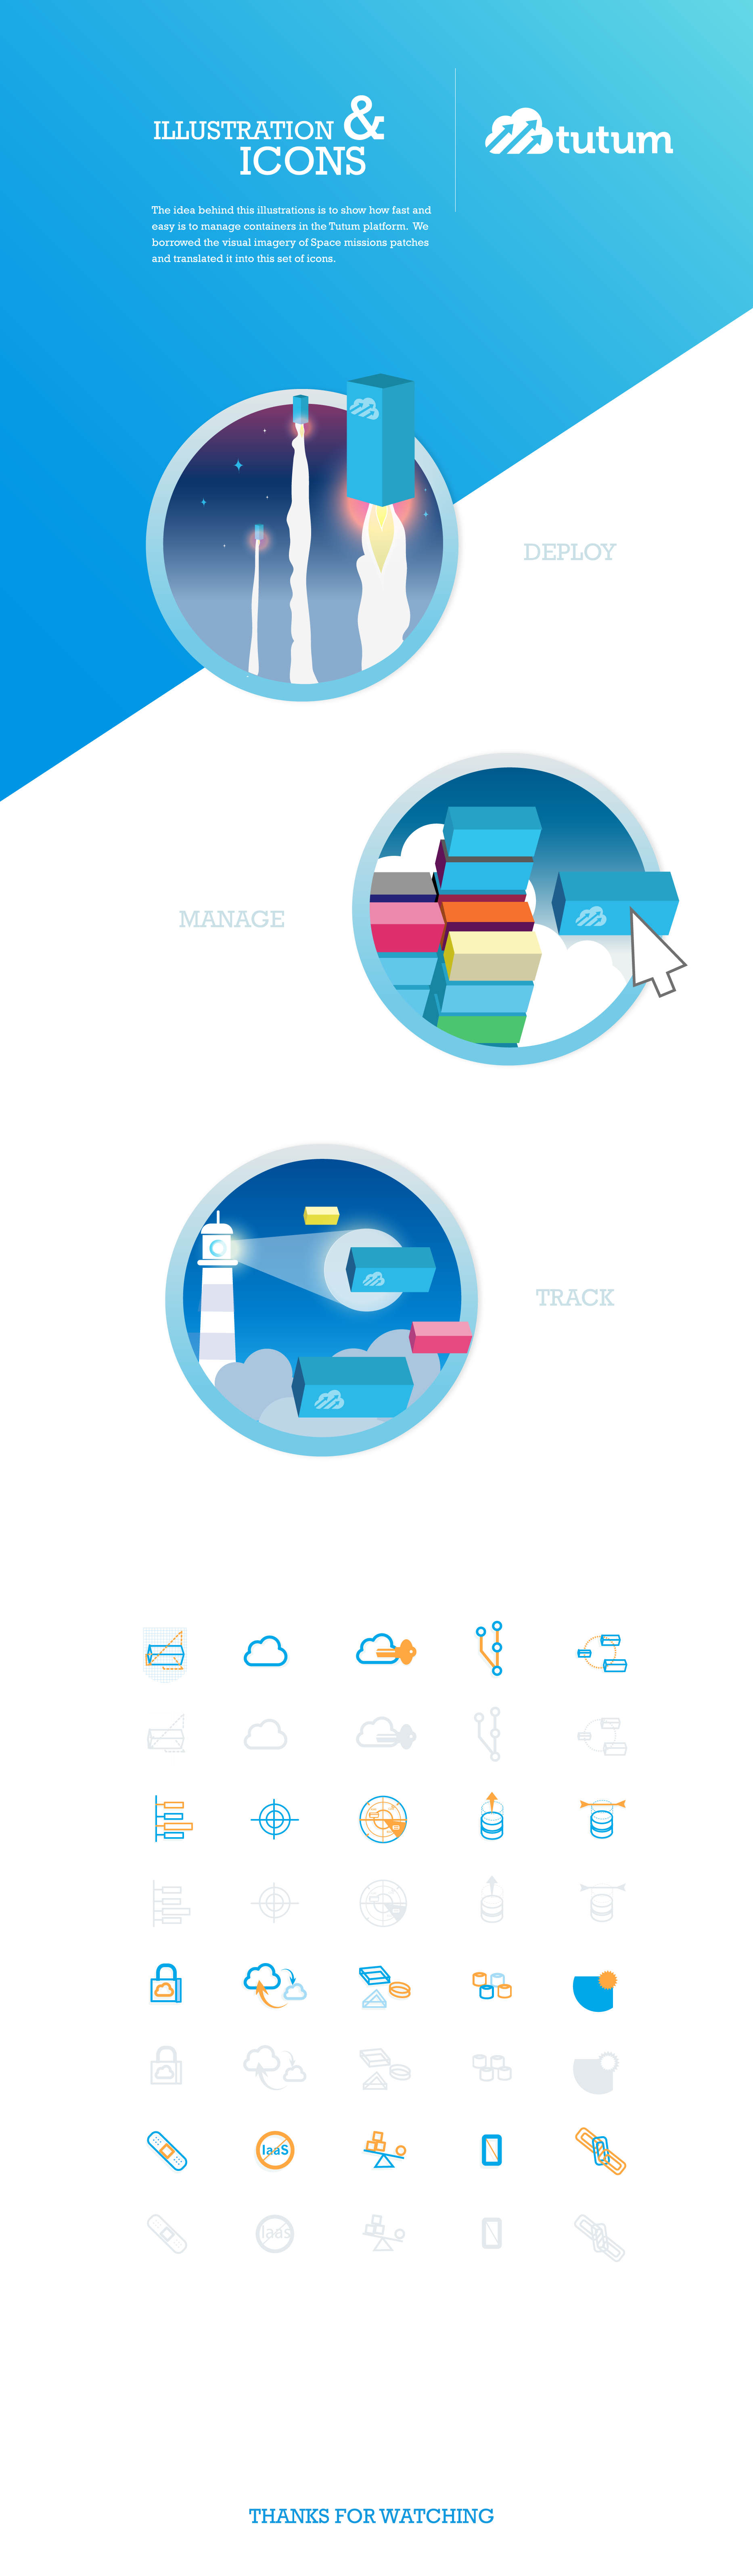 ILLUSTRATION &
ICONS
tutum
The idea behind this illustrations is to show how fast and
easy is to manage containers in the Tutum platform. We
borrowed the visual imagery of Space missions patches
and translated it into this set of icons.
DEPLOY
MANAGE
TRACK
IaaS
Iaas
THANKS FOR WATCHING